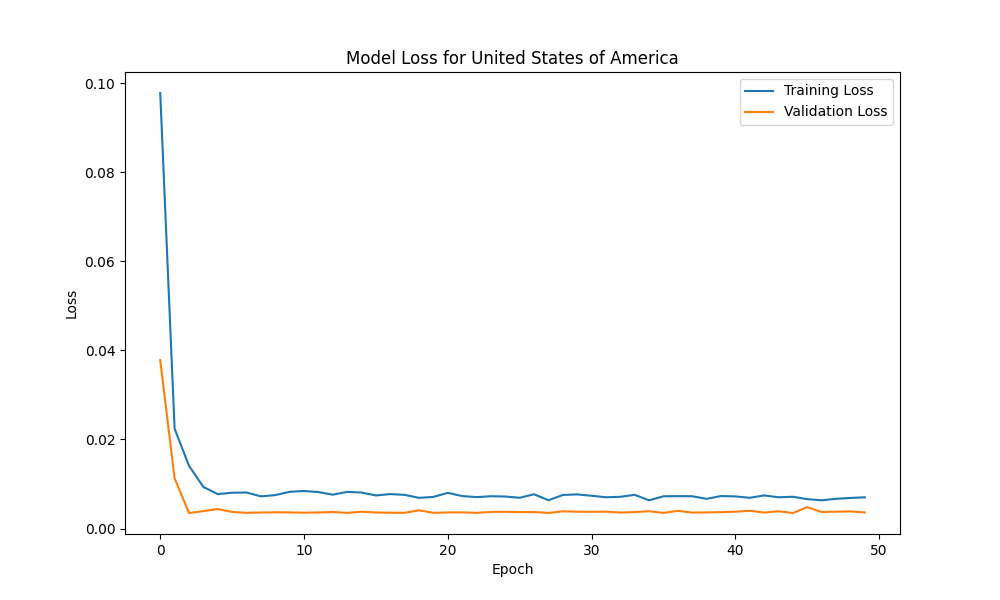 Model Loss for United States of America
Training Loss
Validation Loss
0.10
0.08
0.06
0.04
0.02
0.00
Loss
0
10
20
30
40
50
Epoch